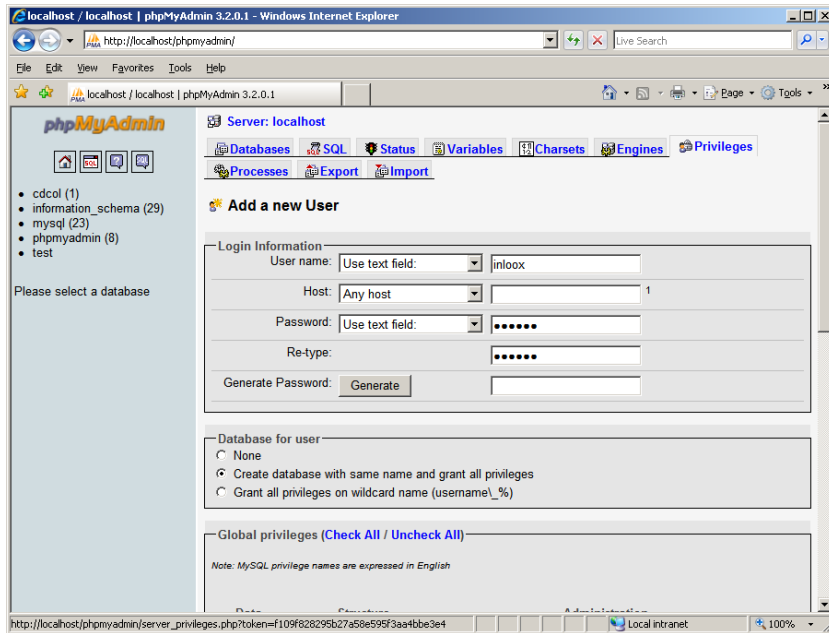 localhost / localhost | phpMyAdmin 3.2.0.1 - Windows Internet Explorer
http://localhost/phpmyadmin/
Live Search
File Edit View Favorites Tools Help
localhost / localhost | phpMyAdmin 3.2.0.1
Page Tools
phpMyAdmin
SQL
cdcol (1)
information_schema (29)
mysql (23)
phpmyadmin (8)
test
Please select a database
Server: localhost
Databases SQL Status Variables Charsets Engines Privileges
Processes Export Import
Add a new User
Login Information
User name: Use text field: inloox
Host: Any host 1
Password: Use text field: ••••••
Re-type: ••••••
Generate Password: Generate
Database for user
None
Create database with same name and grant all privileges
Grant all privileges on wildcard name (username\_%)
Global privileges (Check All / Uncheck All)
Note: MySQL privilege names are expressed in English
http://localhost/phpmyadmin/server_privileges.php?token=f109f828295b27a58e595f3aa4bbe3e4 Local intranet 100%